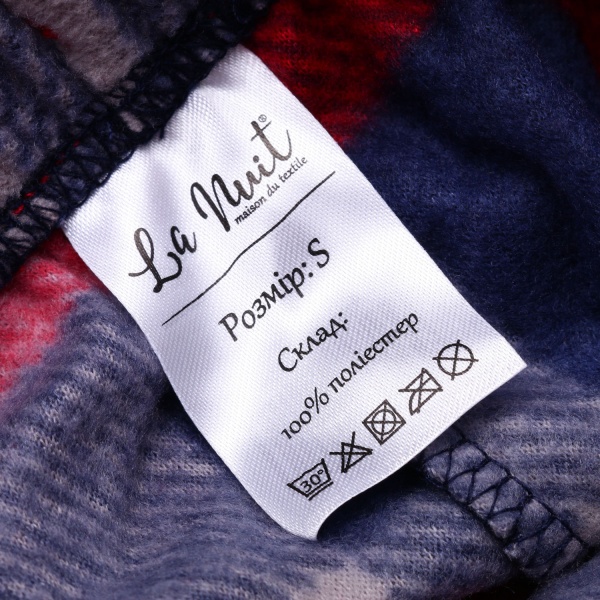 La Nuit®
maison du textile
Розмір: S
Склад:
100% поліестер
30°